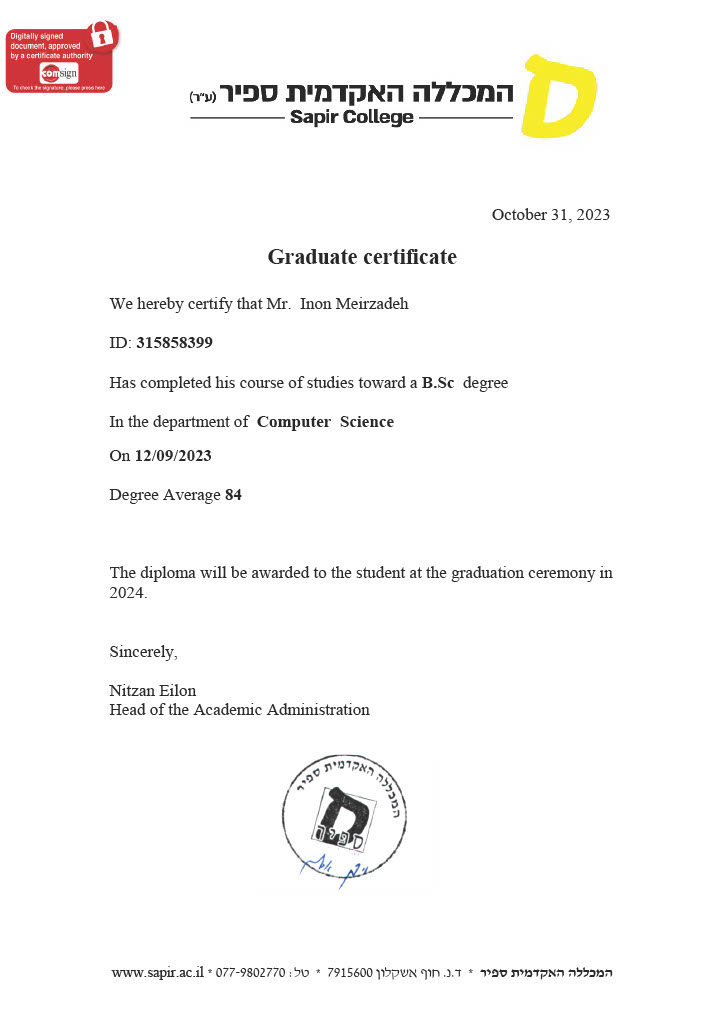 Digitally signed
document, approved
by a certificate authority
comsign
To check the signature, please press here
המכללה האקדמית ספיר (ע"ר)
Sapir College
October 31, 2023
Graduate certificate
We hereby certify that Mr. Inon Meirzadeh
ID: 315858399
Has completed his course of studies toward a B.Sc degree
In the department of Computer Science
On 12/09/2023
Degree Average 84
The diploma will be awarded to the student at the graduation ceremony in
2024.
Sincerely,
Nitzan Eilon
Head of the Academic Administration
המכללה האקדמית ספיר
ספיר
המכללה האקדמית ספיר * ד.נ. חוף אשקלון 7915600 * טל : 077-9802770 * www.sapir.ac.il